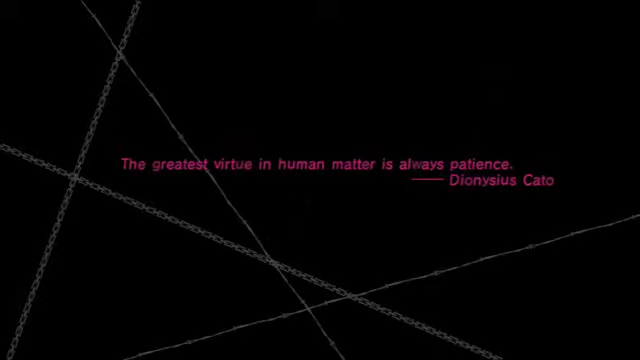 The greatest virtue in human matter is always patience.
—— Dionysius Cato